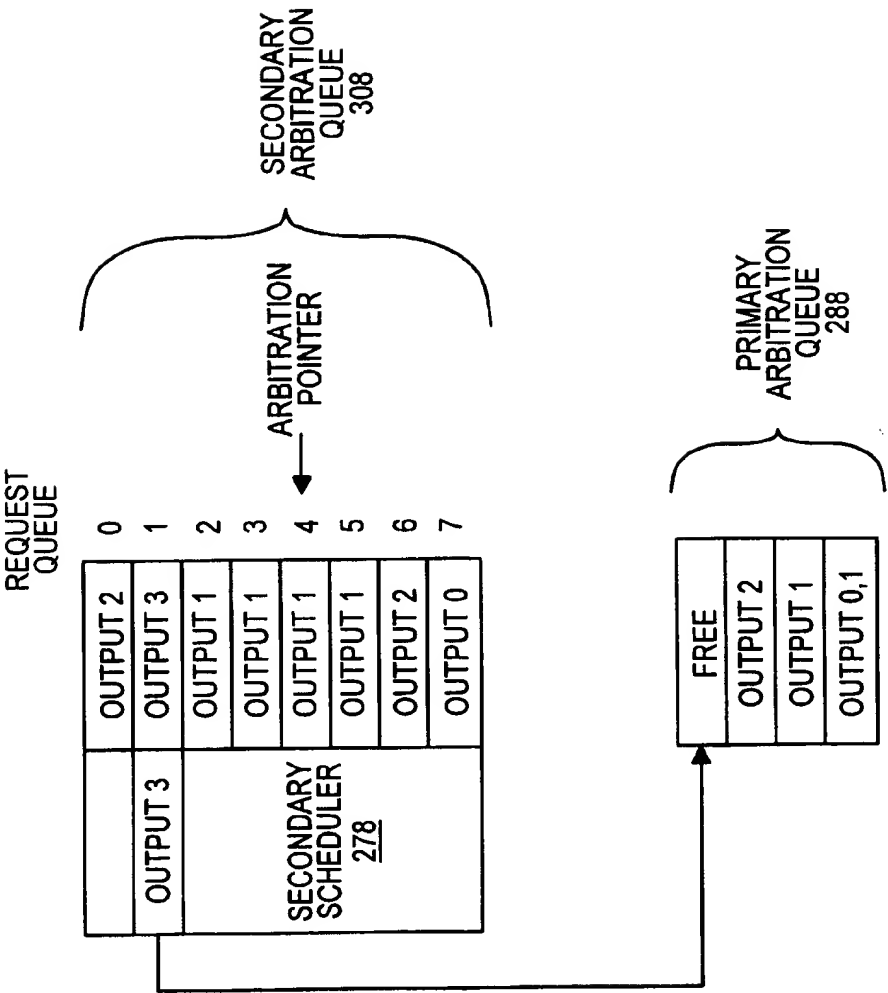 REQUEST
QUEUE
OUTPUT 2
0
OUTPUT 3
OUTPUT 3
1
OUTPUT 1
2
OUTPUT 1
3
OUTPUT 1
4
OUTPUT 1
5
OUTPUT 2
6
OUTPUT 0
7
SECONDARY
SCHEDULER
278
ARBITRATION
POINTER
SECONDARY
ARBITRATION
QUEUE
308
FREE
OUTPUT 2
OUTPUT 1
OUTPUT 0,1
PRIMARY
ARBITRATION
QUEUE
288